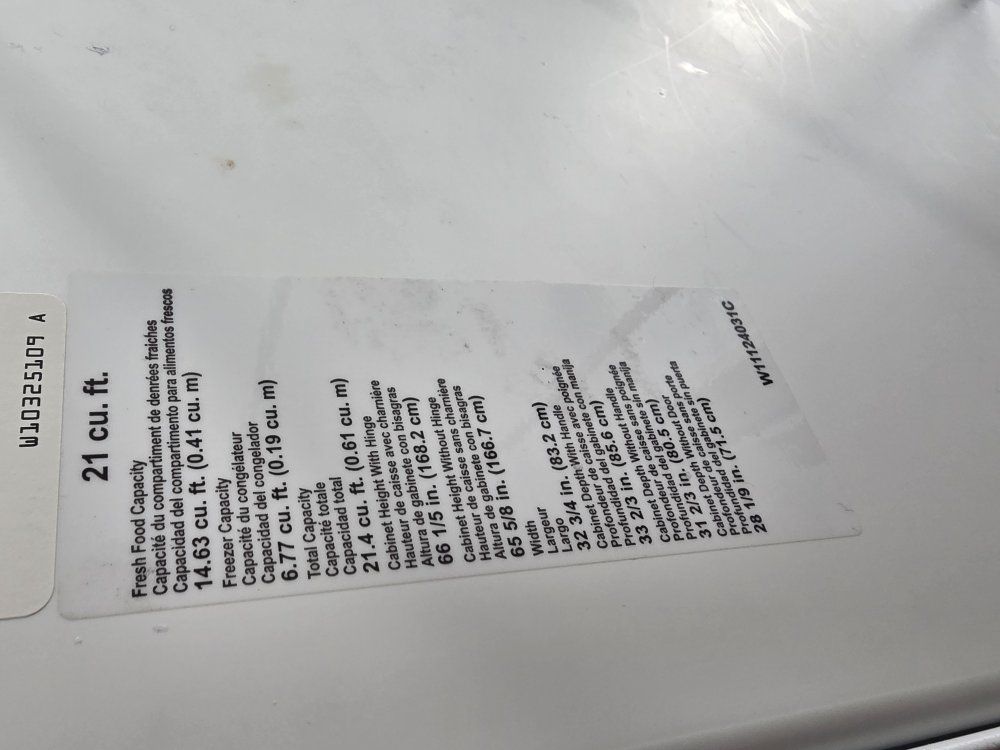 W10325109 A
21 cu. ft.
Fresh Food Capacity
Capacité du compartiment de denrées fraiches
Capacidad del compartimento para alimentos frescos
14.63 cu. ft. (0.41 cu. m)
Freezer Capacity
Capacité du congélateur
Capacidad del congelador
6.77 cu. ft. (0.19 cu. m)
Total Capacity
Capacité totale
Capacidad total
21.4 cu. ft. (0.61 cu. m)
Cabinet Height With Hinge
Hauteur de caisse avec charnière
Altura de gabinete con bisagras
66 1/5 in. (168.2 cm)
Cabinet Height Without Hinge
Hauteur de caisse sans charnière
Altura de gabinete con bisagras
65 5/8 in. (166.7 cm)
Width
Largeur
Largo
32 3/4 in. (83.2 cm)
Cabinet Depth With Handle
Profondeur de caisse avec poignée
Profundidad del gabinete con manija
33 2/3 in. (85.6 cm)
Cabinet Depth Without Handle
Profondeur de caisse sans poignée
Profundidad del gabinete sin manija
31 2/3 in. (80.5 cm)
Cabinet Depth Without Door
Profondeur de caisse sans porte
Profundidad del gabinete sin puerta
28 1/9 in. (71.5 cm)
W11124031C